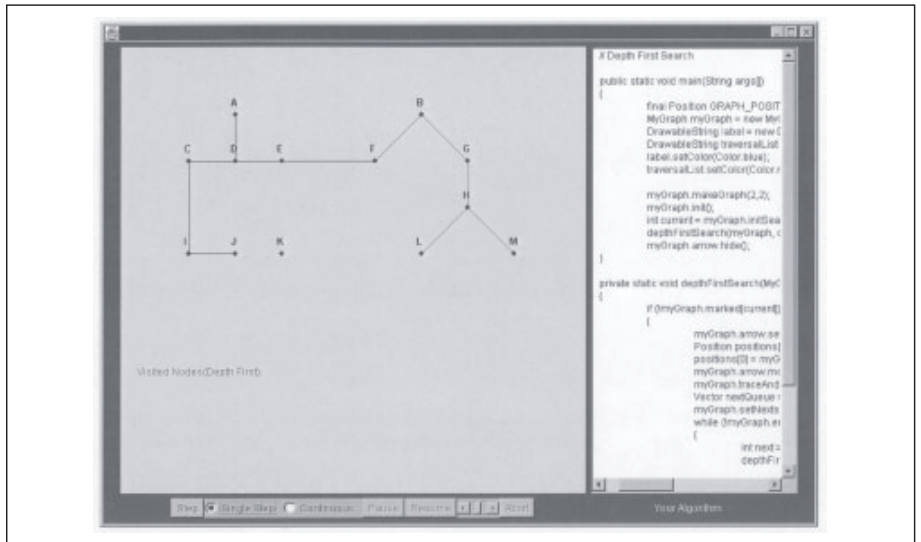 A
B
C D E F G
H
I J K L M
Visited Nodes(Depth First)
# Depth First Search
public static void main(String args[])
{
final Position GRAPH_POSIT
MyGraph myGraph = new My
DrawableString label = new
DrawableString traversalList
label.setColor(Color.blue);
traversalList.setColor(Color.r
myGraph.makeGraph(2,2);
myGraph.init();
int current = myGraph.initSea
depthFirstSearch(myGraph, c
myGraph.arrow.hide();
}
private static void depthFirstSearch(My
{
if (!myGraph.marked[current])
{
myGraph.arrow.se
Position positions[
positions[0] = myG
myGraph.arrow.mo
myGraph.traceAnd
Vector nextQueue
myGraph.setNexts
while (!myGraph.e
{
int next =
depthFir
Step Single Step Continuous Pause Resume Abort
Your Algorithm